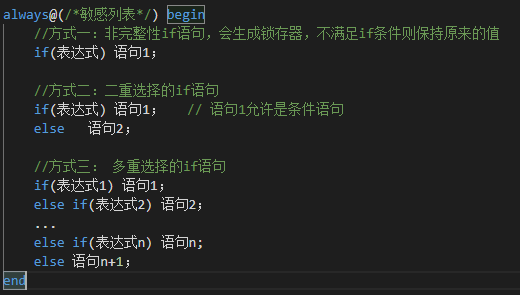 always@(/*敏感列表*/) begin
//方式一：非完整性if语句，会生成锁存器，不满足if条件则保持原来的值
if(表达式) 语句1；
//方式二：二重选择的if语句
if(表达式) 语句1； // 语句1允许是条件语句
else 语句2；
//方式三： 多重选择的if语句
if(表达式1) 语句1；
else if(表达式2) 语句2；
...
else if(表达式n) 语句n;
else 语句n+1；
end